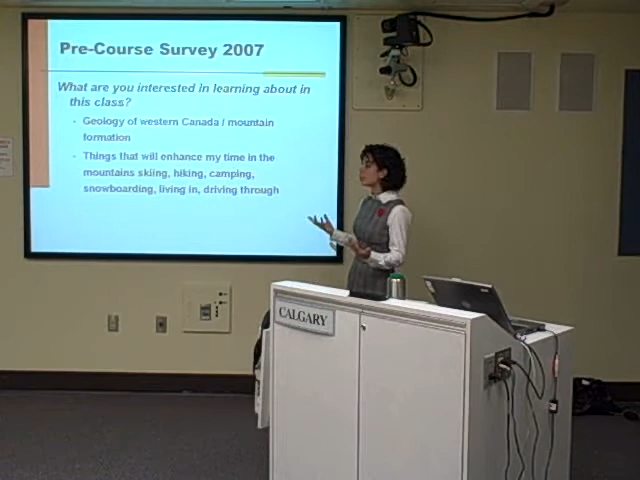 Pre-Course Survey 2007
What are you interested in learning about in
this class?
- Geology of western Canada / mountain
formation
- Things that will enhance my time in the
mountains skiing, hiking, camping,
snowboarding, living in, driving through
CALGARY